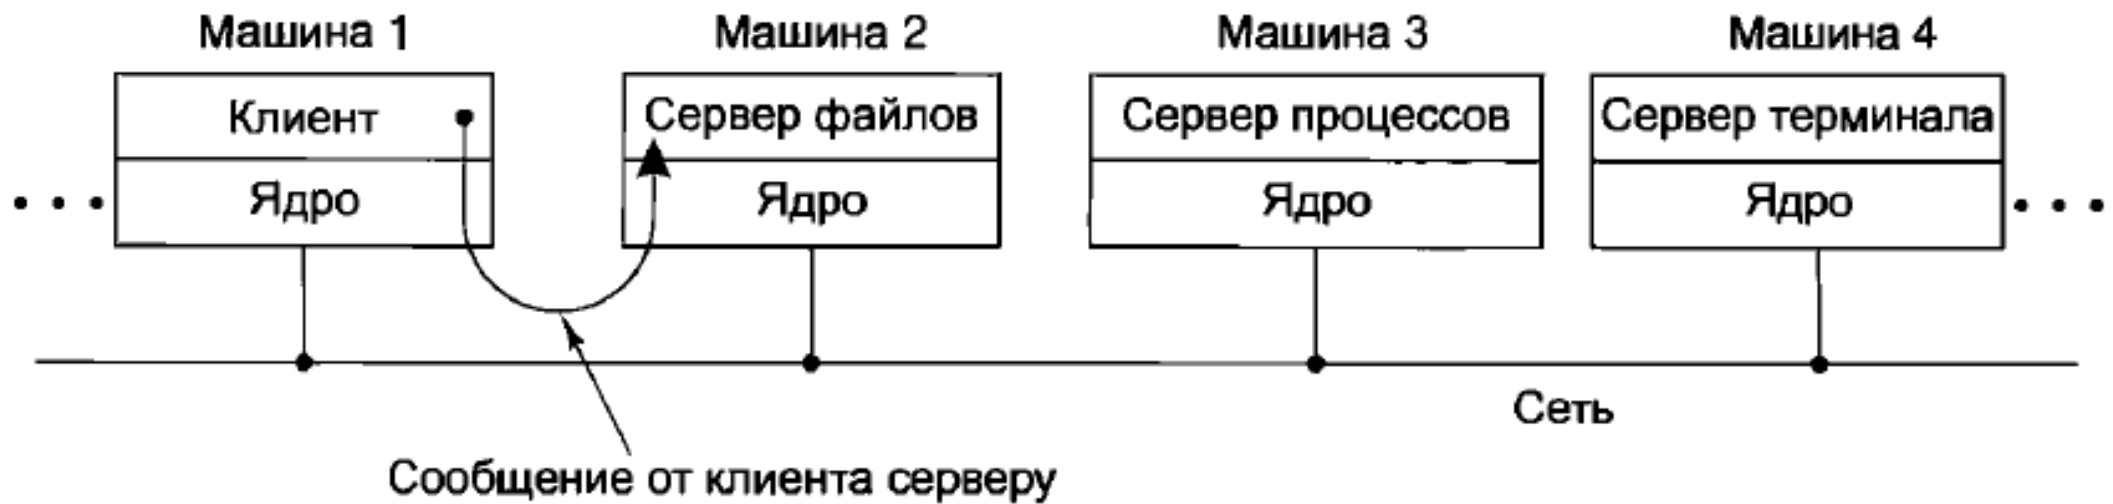 Машина 1
Машина 2
Машина 3
Машина 4
Клиент
Сервер файлов
Сервер процессов
Сервер терминала
Ядро
Ядро
Ядро
Ядро
Сеть
Сообщение от клиента серверу